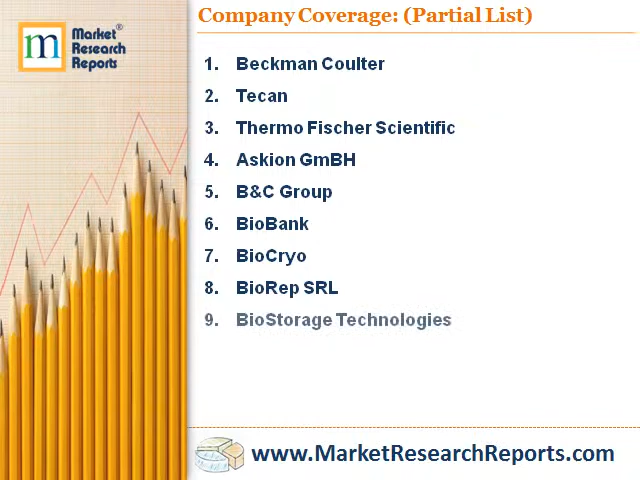 Company Coverage: (Partial List)
m
Market®
Research
Reports
1. Beckman Coulter
2. Tecan
3. Thermo Fischer Scientific
4. Askion GmBH
5. B&C Group
6. BioBank
7. BioCryo
8. BioRep SRL
9. BioStorage Technologies
www.MarketResearchReports.com